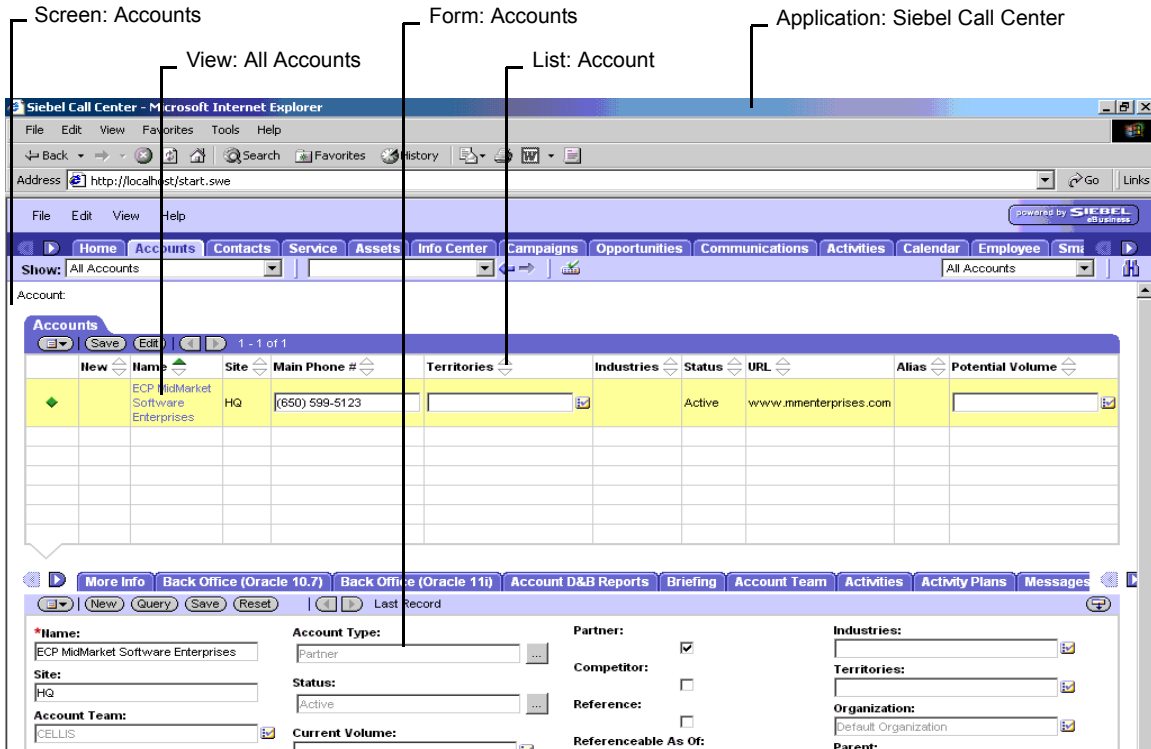 Screen: Accounts
Form: Accounts
Application: Siebel Call Center
View: All Accounts
List: Account
Siebel Call Center - Microsoft Internet Explorer
File Edit View Favorites Tools Help
Back Search Favorites History
Address http://localhost/start.swe Go Links
File Edit View Help
powered by SIEBEL eBusiness
Home Accounts Contacts Service Assets Info Center Campaigns Opportunities Communications Activities Calendar Employee Sma
Show: All Accounts All Accounts
Account:
Accounts
Save Edit 1 - 1 of 1
New Name Site Main Phone # Territories Industries Status URL Alias Potential Volume
ECP MidMarket Software Enterprises HQ (650) 599-5123 Active www.mmenterprises.com
More Info Back Office (Oracle 10.7) Back Office (Oracle 11i) Account D&B Reports Briefing Account Team Activities Activity Plans Messages
New Query Save Reset Last Record
*Name: Account Type: Partner: Industries:
ECP MidMarket Software Enterprises Partner ...
Site: Status: Competitor: Territories:
HQ Active ...
Account Team: Current Volume: Reference: Organization:
CELLIS Default Organization
Referenceable As Of: Parent: